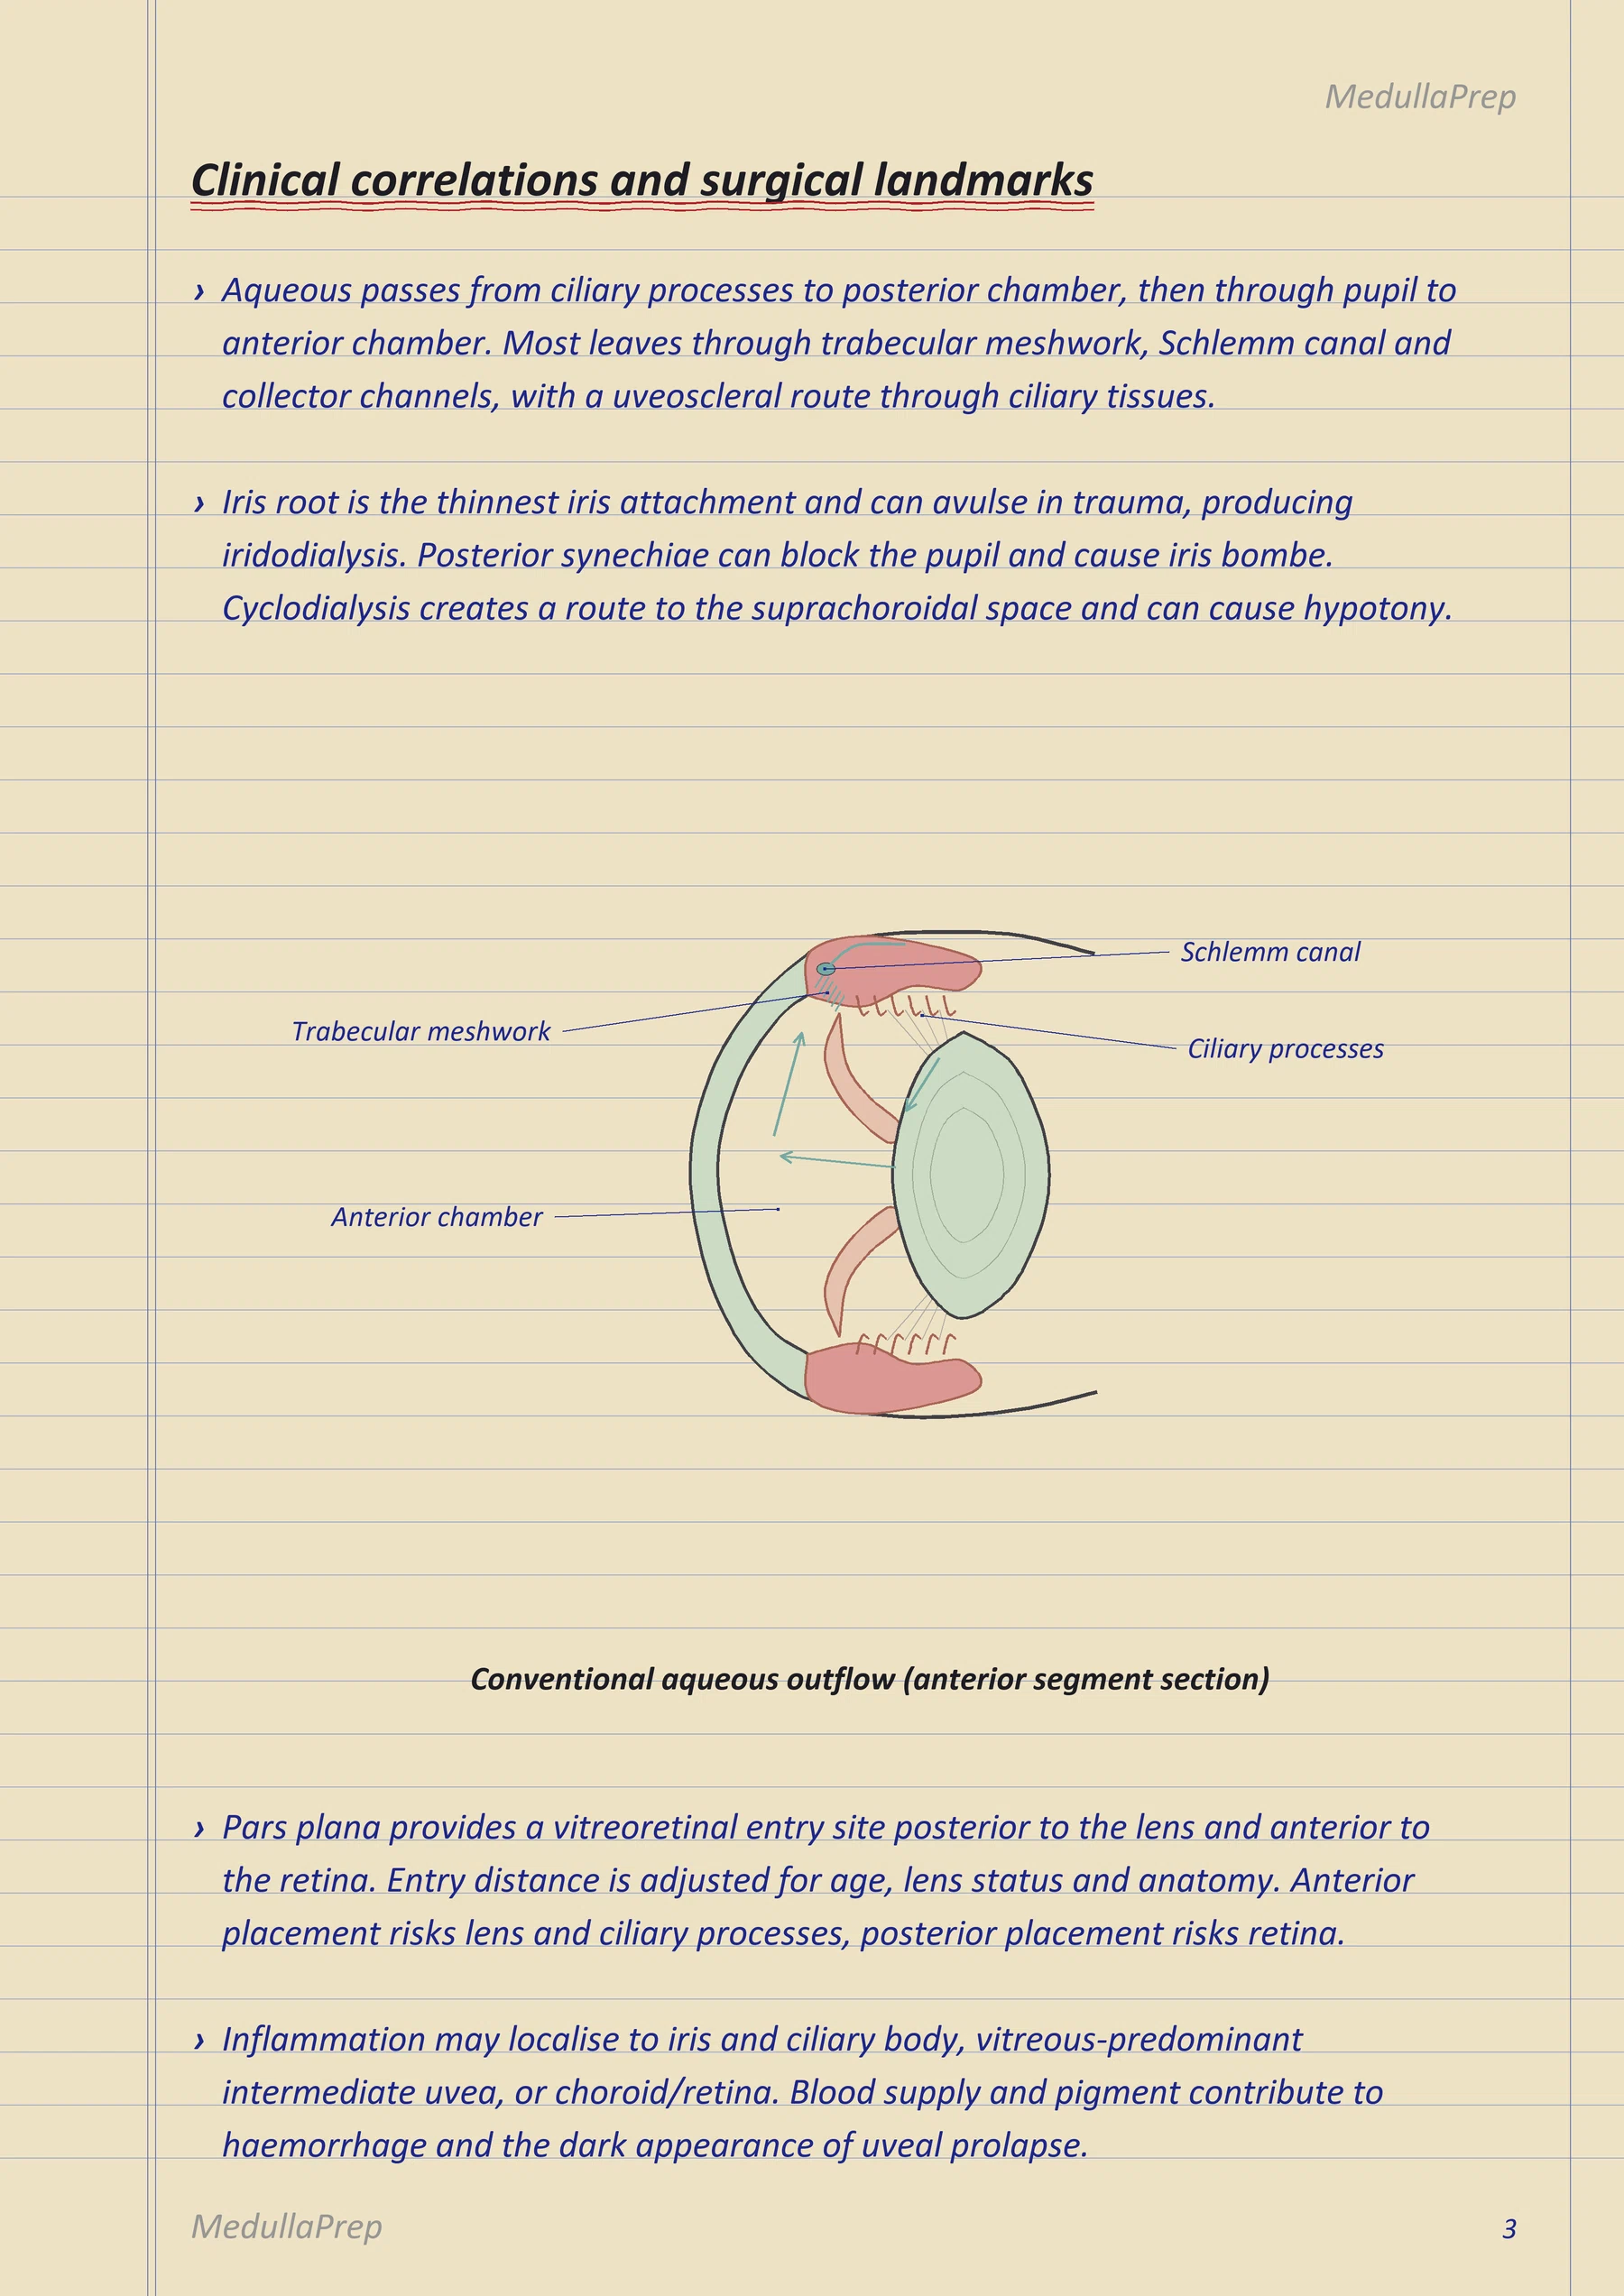 MedullaPrep
Clinical correlations and surgical landmarks
› Aqueous passes from ciliary processes to posterior chamber, then through pupil to
anterior chamber. Most leaves through trabecular meshwork, Schlemm canal and
collector channels, with a uveoscleral route through ciliary tissues.
› Iris root is the thinnest iris attachment and can avulse in trauma, producing
iridodialysis. Posterior synechiae can block the pupil and cause iris bombe.
Cyclodialysis creates a route to the suprachoroidal space and can cause hypotony.
Schlemm canal
Trabecular meshwork
Ciliary processes
Anterior chamber
Conventional aqueous outflow (anterior segment section)
› Pars plana provides a vitreoretinal entry site posterior to the lens and anterior to
the retina. Entry distance is adjusted for age, lens status and anatomy. Anterior
placement risks lens and ciliary processes, posterior placement risks retina.
› Inflammation may localise to iris and ciliary body, vitreous-predominant
intermediate uvea, or choroid/retina. Blood supply and pigment contribute to
haemorrhage and the dark appearance of uveal prolapse.
MedullaPrep
3